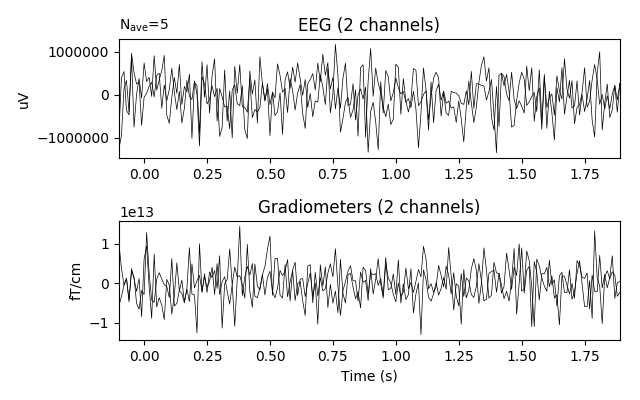 N_ave=5
EEG (2 channels)
1000000
0
−1000000
uV
0.00 0.25 0.50 0.75 1.00 1.25 1.50 1.75
1e13
Gradiometers (2 channels)
1
0
−1
fT/cm
0.00 0.25 0.50 0.75 1.00 1.25 1.50 1.75
Time (s)